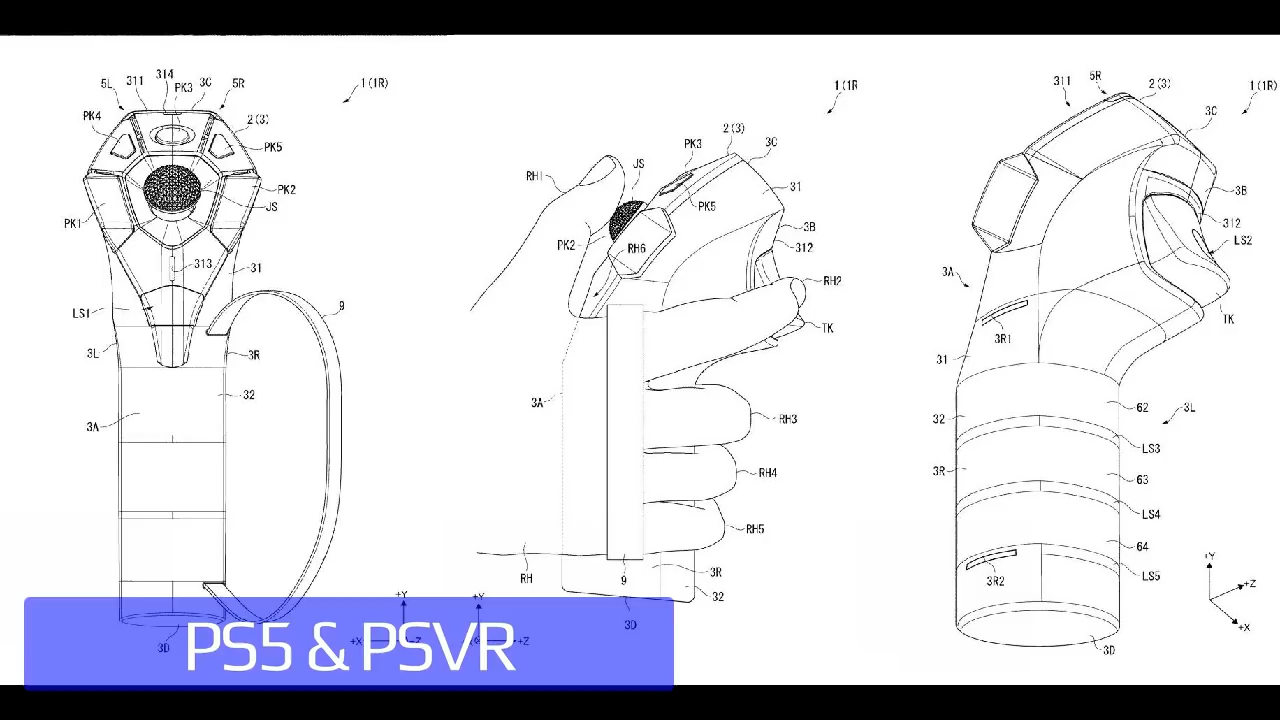 5L
311
314
PK3
3C
5R
1(1R)
PK4
2(3)
PK5
PK2
PK1
JS
313
31
LS1
9
3L
3R
32
3A
3D
+Y
+X
+Z
1(1R
2(3)
PK3
3C
JS
RH1
31
PK5
3B
PK2
RH6
312
RH2
TK
3A
RH3
RH4
RH5
RH
9
3R
32
3D
+Y
+Z
5R
311
2(3)
1(1R)
3C
3B
312
LS2
3A
TK
3R1
31
62
32
3L
LS3
3R
63
LS4
64
3R2
LS5
+Y
+Z
+X
3D
PS5 & PSVR